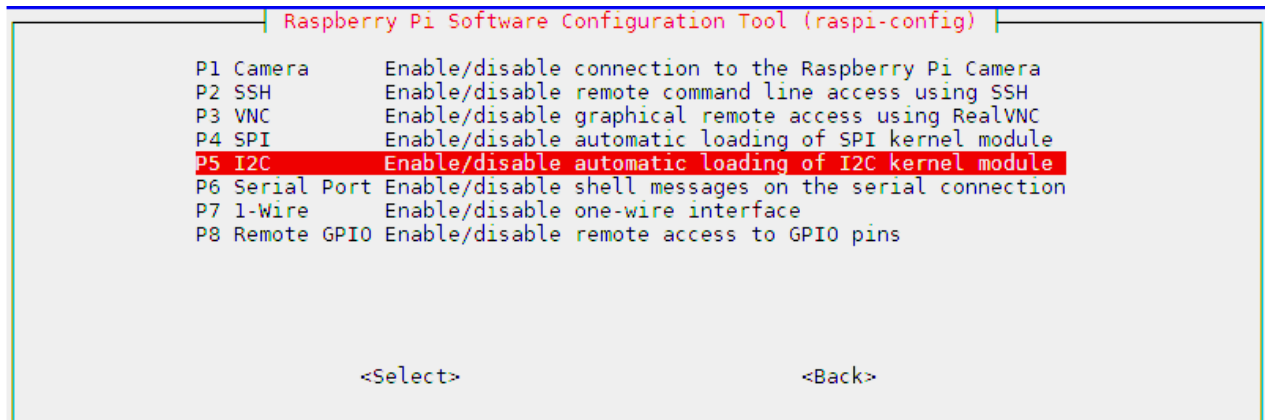 Raspberry Pi Software Configuration Tool (raspi-config)
P1 Camera Enable/disable connection to the Raspberry Pi Camera
P2 SSH Enable/disable remote command line access using SSH
P3 VNC Enable/disable graphical remote access using RealVNC
P4 SPI Enable/disable automatic loading of SPI kernel module
P5 I2C Enable/disable automatic loading of I2C kernel module
P6 Serial Port Enable/disable shell messages on the serial connection
P7 1-Wire Enable/disable one-wire interface
P8 Remote GPIO Enable/disable remote access to GPIO pins
<Select> <Back>